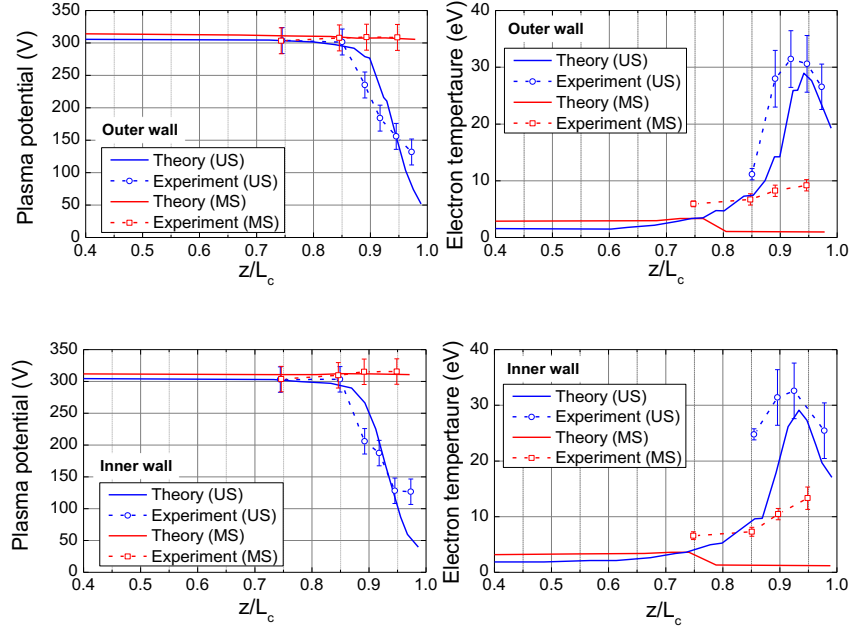 Plasma potential (V)
350
300
250
200
150
100
50
0
Outer wall
Theory (US)
Experiment (US)
Theory (MS)
Experiment (MS)
0.4 0.5 0.6 0.7 0.8 0.9 1.0
z/L_c
Electron tempertaure (eV)
40
30
20
10
0
Outer wall
Theory (US)
Experiment (US)
Theory (MS)
Experiment (MS)
0.4 0.5 0.6 0.7 0.8 0.9 1.0
z/L_c
Plasma potential (V)
350
300
250
200
150
100
50
0
Inner wall
Theory (US)
Experiment (US)
Theory (MS)
Experiment (MS)
0.4 0.5 0.6 0.7 0.8 0.9 1.0
z/L_c
Electron tempertaure (eV)
40
30
20
10
0
Inner wall
Theory (US)
Experiment (US)
Theory (MS)
Experiment (MS)
0.4 0.5 0.6 0.7 0.8 0.9 1.0
z/L_c